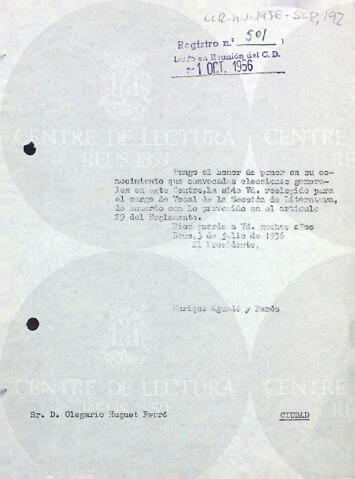 CLR-4.1.1956-SCD,192
Registro n.º 501
Leído en Reunión del C.D.
1 OCT. 1956
CENTRE DE LECTURA
REUS 1859
Tengo el honor de poner en su co-
nocimiento que convocadas elecciones genera-
les en este Centro, ha sido Vd. reelegido para
el cargo de Vocal de la Sección de Literatura,
de acuerdo con lo prevenido en el artículo
29 del Reglamento.
Dios guarde a Vd. muchos años
Reus, 3 de julio de 1956
El Presidente,
Enrique Aguadé y Parés
CENTRE DE LECTURA
Sr. D. Olegario Huguet Ferré CIUDAD